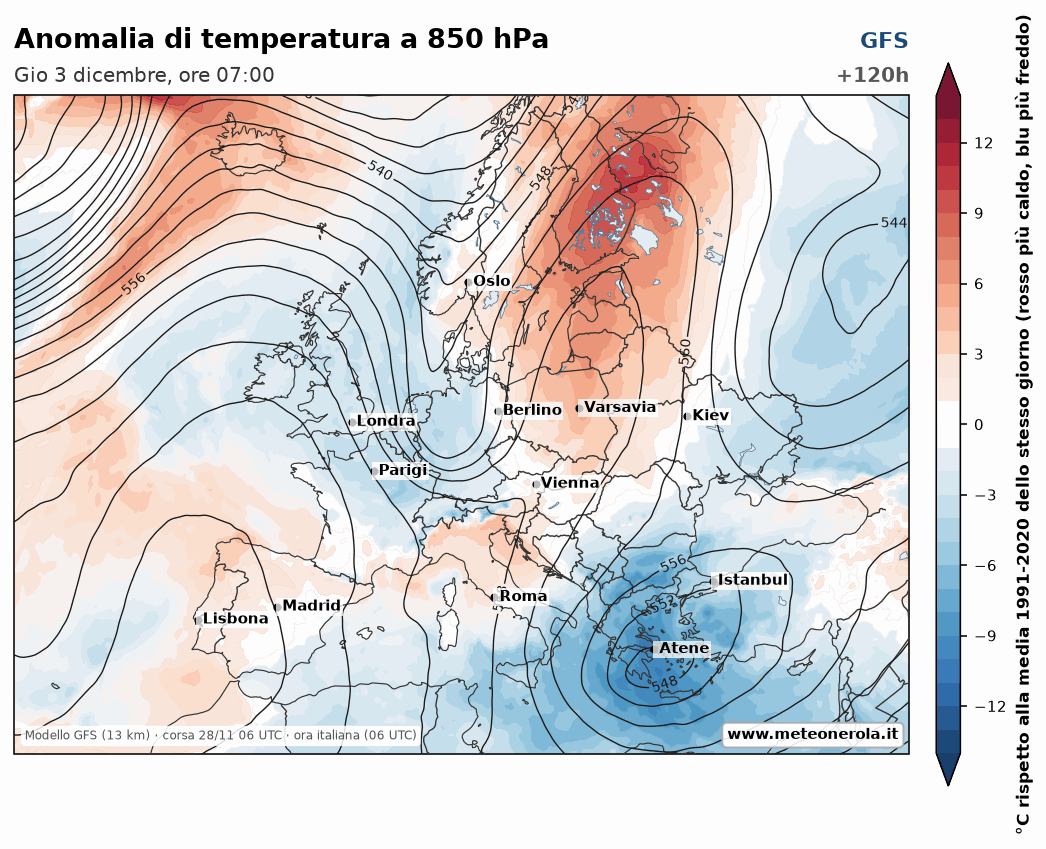 Anomalia di temperatura a 850 hPa
GFS
Gio 3 dicembre, ore 07:00
+120h
540
548
544
556
Oslo
560
Berlino
Varsavia
Kiev
Londra
Parigi
Vienna
556
Istanbul
Roma
552
Madrid
Lisbona
Atene
548
Modello GFS (13 km) · corsa 28/11 06 UTC · ora italiana (06 UTC)
www.meteonerola.it
12
9
6
3
0
−3
−6
−9
−12
°C rispetto alla media 1991-2020 dello stesso giorno (rosso più caldo, blu più freddo)